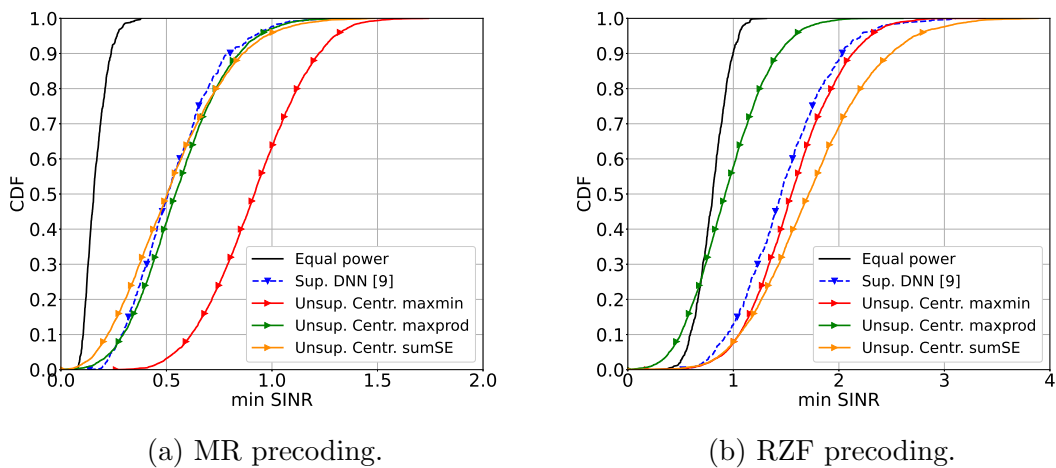 1.0
0.9
0.8
0.7
0.6
0.5
0.4
0.3
0.2
0.1
0.0
CDF
0.0
0.5
1.0
1.5
2.0
min SINR
Equal power
Sup. DNN [9]
Unsup. Centr. maxmin
Unsup. Centr. maxprod
Unsup. Centr. sumSE
(a) MR precoding.
1.0
0.9
0.8
0.7
0.6
0.5
0.4
0.3
0.2
0.1
0.0
CDF
0
1
2
3
4
min SINR
Equal power
Sup. DNN [9]
Unsup. Centr. maxmin
Unsup. Centr. maxprod
Unsup. Centr. sumSE
(b) RZF precoding.